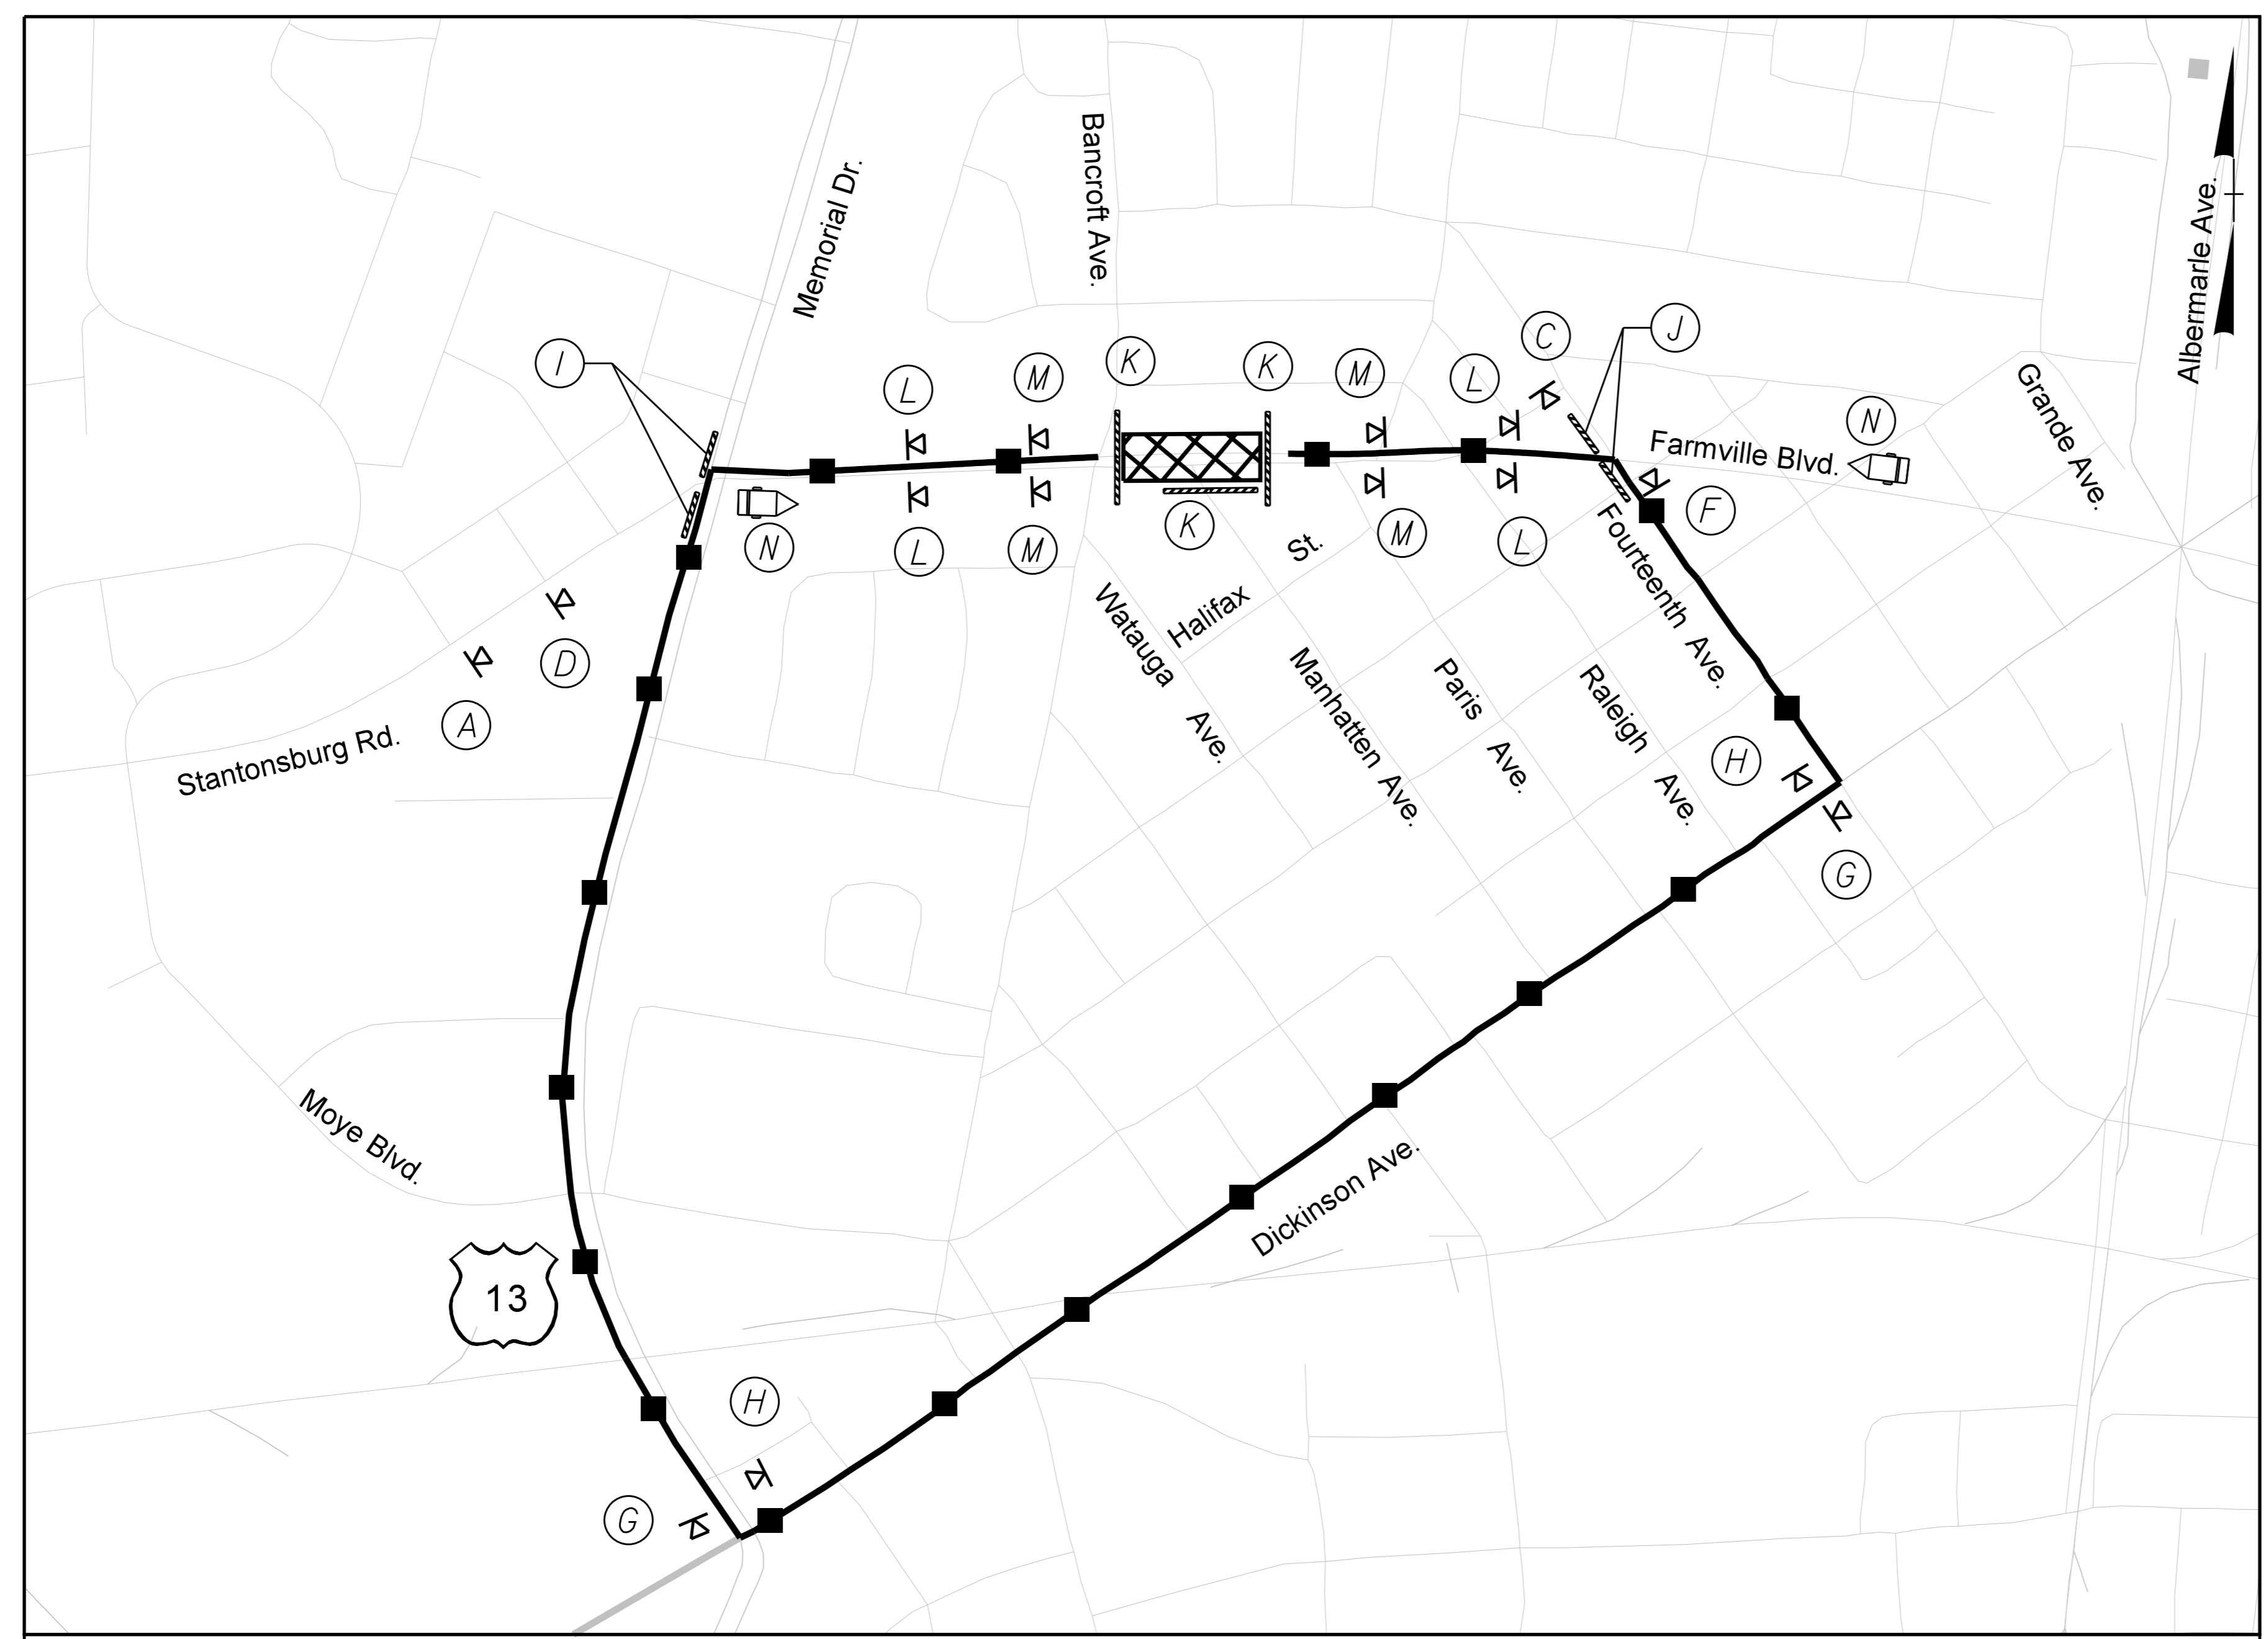 Bancroft Ave.
Memorial Dr.
Albermarle Ave.
C
J
I
K
K
M
M
L
L
Grande Ave.
N
Farmville Blvd.
F
K
M
L
N
L
M
St.
Halifax
Fourteenth Ave.
Watauga Ave.
D
A
Stantonsburg Rd.
Manhatten Ave.
Paris Ave.
Raleigh Ave.
H
G
Moye Blvd.
Dickinson Ave.
13
H
G